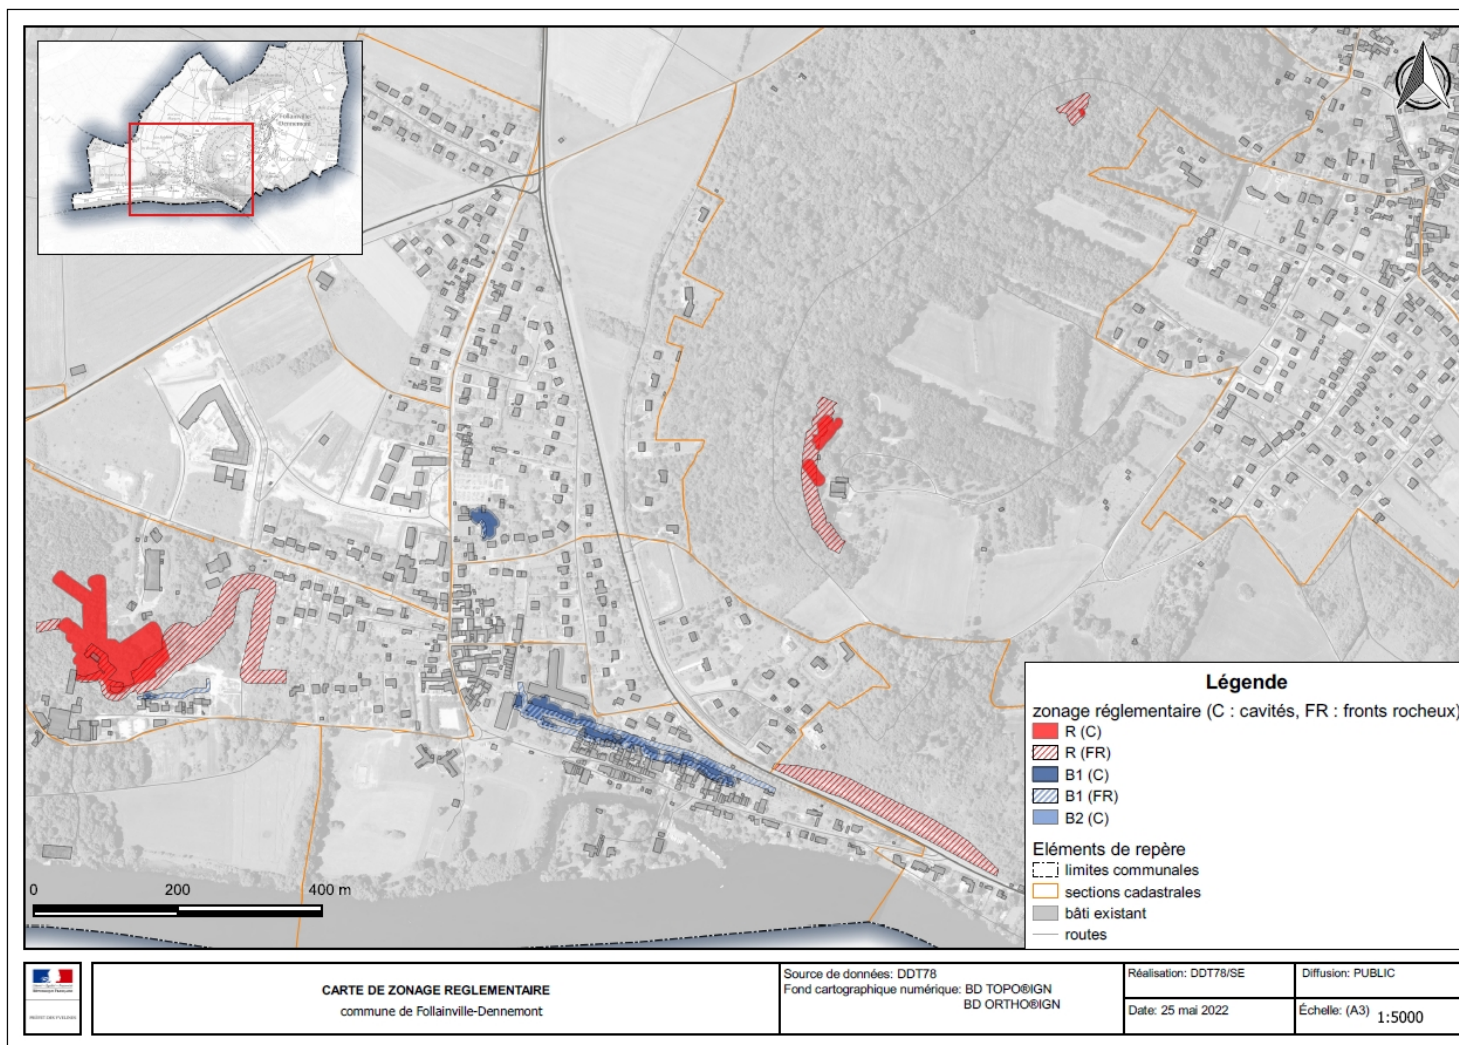 Follainville
Dennemont
Légende
zonage réglementaire (C : cavités, FR : fronts rocheux)
R (C)
R (FR)
B1 (C)
B1 (FR)
B2 (C)
Eléments de repère
limites communales
sections cadastrales
bâti existant
routes
0 200 400 m
CARTE DE ZONAGE REGLEMENTAIRE
commune de Follainville-Dennemont
Source de données: DDT78
Fond cartographique numérique: BD TOPO®IGN
BD ORTHO®IGN
Réalisation: DDT78/SE
Diffusion: PUBLIC
Date: 25 mai 2022
Échelle: (A3) 1:5000